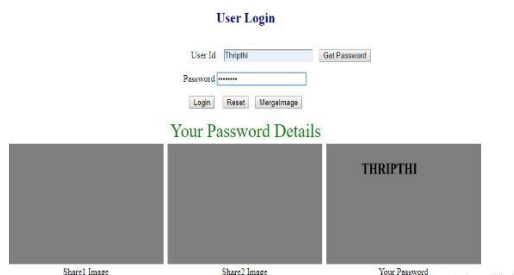 User Login
User Id Thripthi Get Password
Password ••••••••
Login Reset MergeImage
Your Password Details
THRIPTHI
Share1 Image Share2 Image Your Password